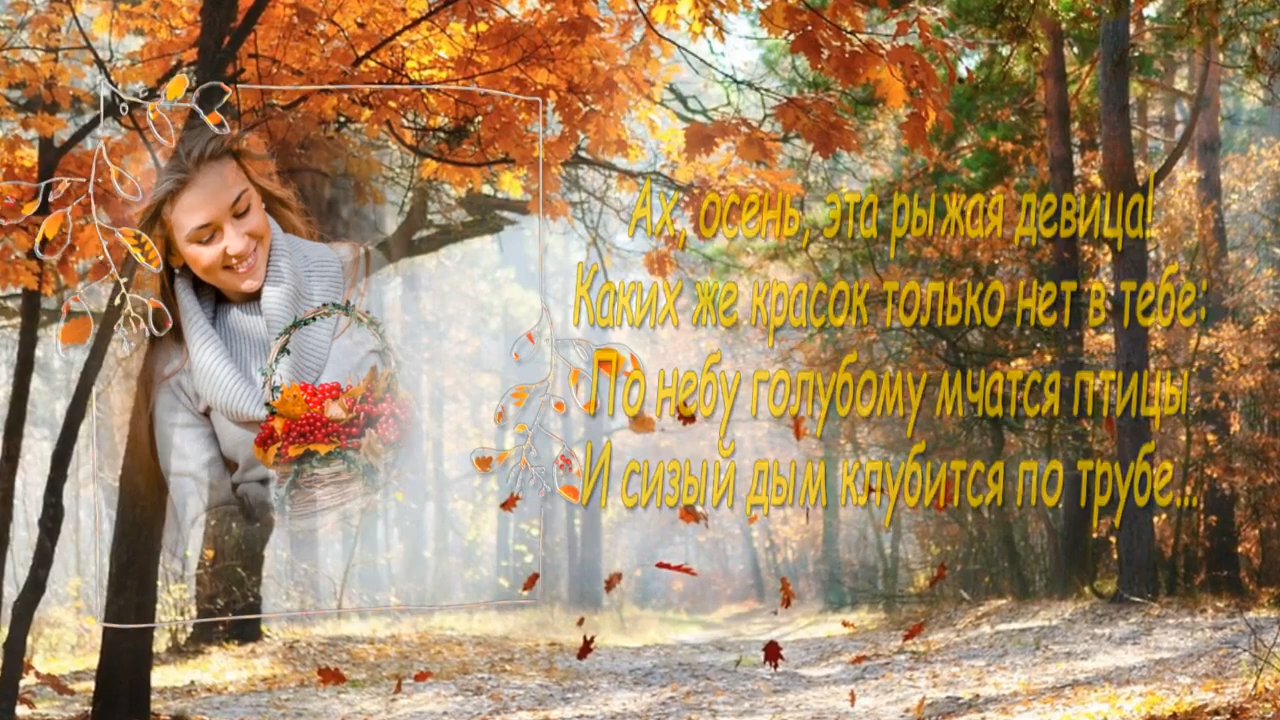 Ах, осень, эта рыжая девица!
Каких же красок только нет в тебе:
По небу голубому мчатся птицы
И сизый дым клубится по трубе...